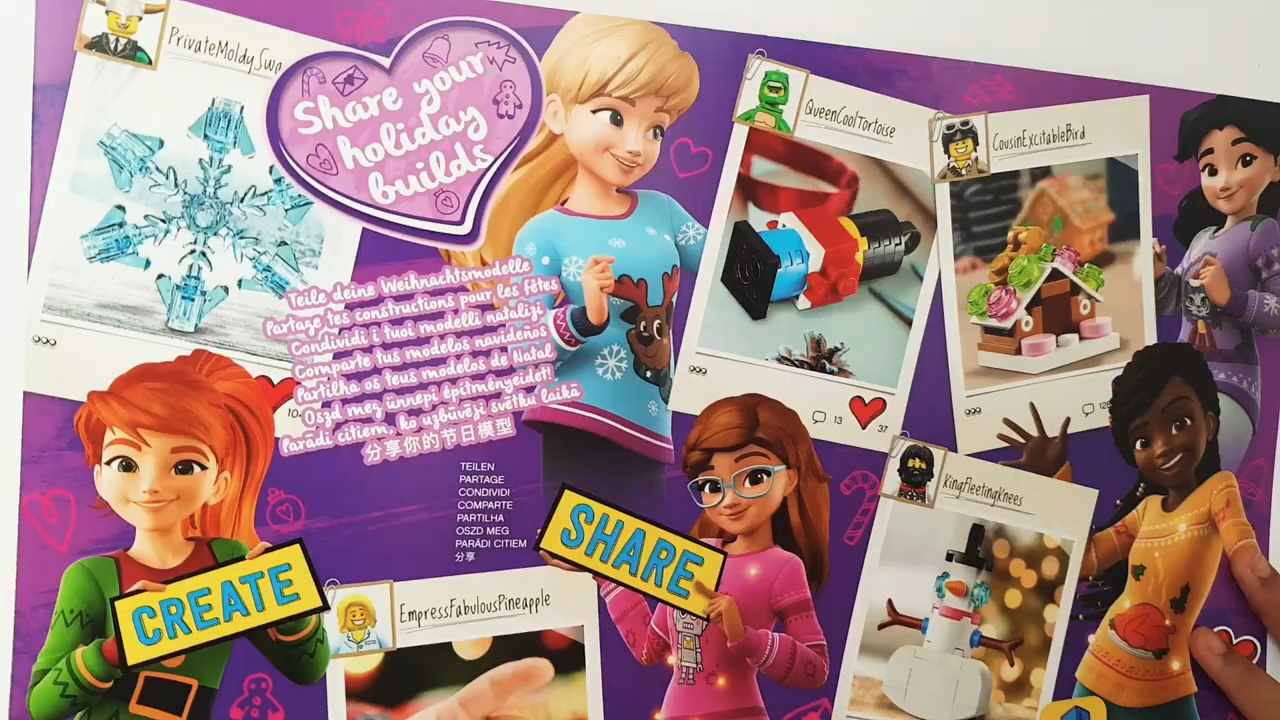 PrivateMoldySwa
Share your
holiday
builds
QueenCoolTortoise
CousinExcitableBird
Teile deine Weihnachtsmodelle
Partage tes constructions pour les fêtes
Condividi i tuoi modelli natalizi
Comparte tus modelos navideños
Partilha os teus modelos de Natal
Oszd meg ünnepi építményeidet!
Parādi citiem, ko uzbūvēji svētku laikā
分享你的节日模型
13
37
TEILEN
PARTAGE
CONDIVIDI
COMPARTE
PARTILHA
OSZD MEG
PARĀDI CITIEM
分享
KingFleetingKnees
CREATE
SHARE
EmpressFabulousPineapple